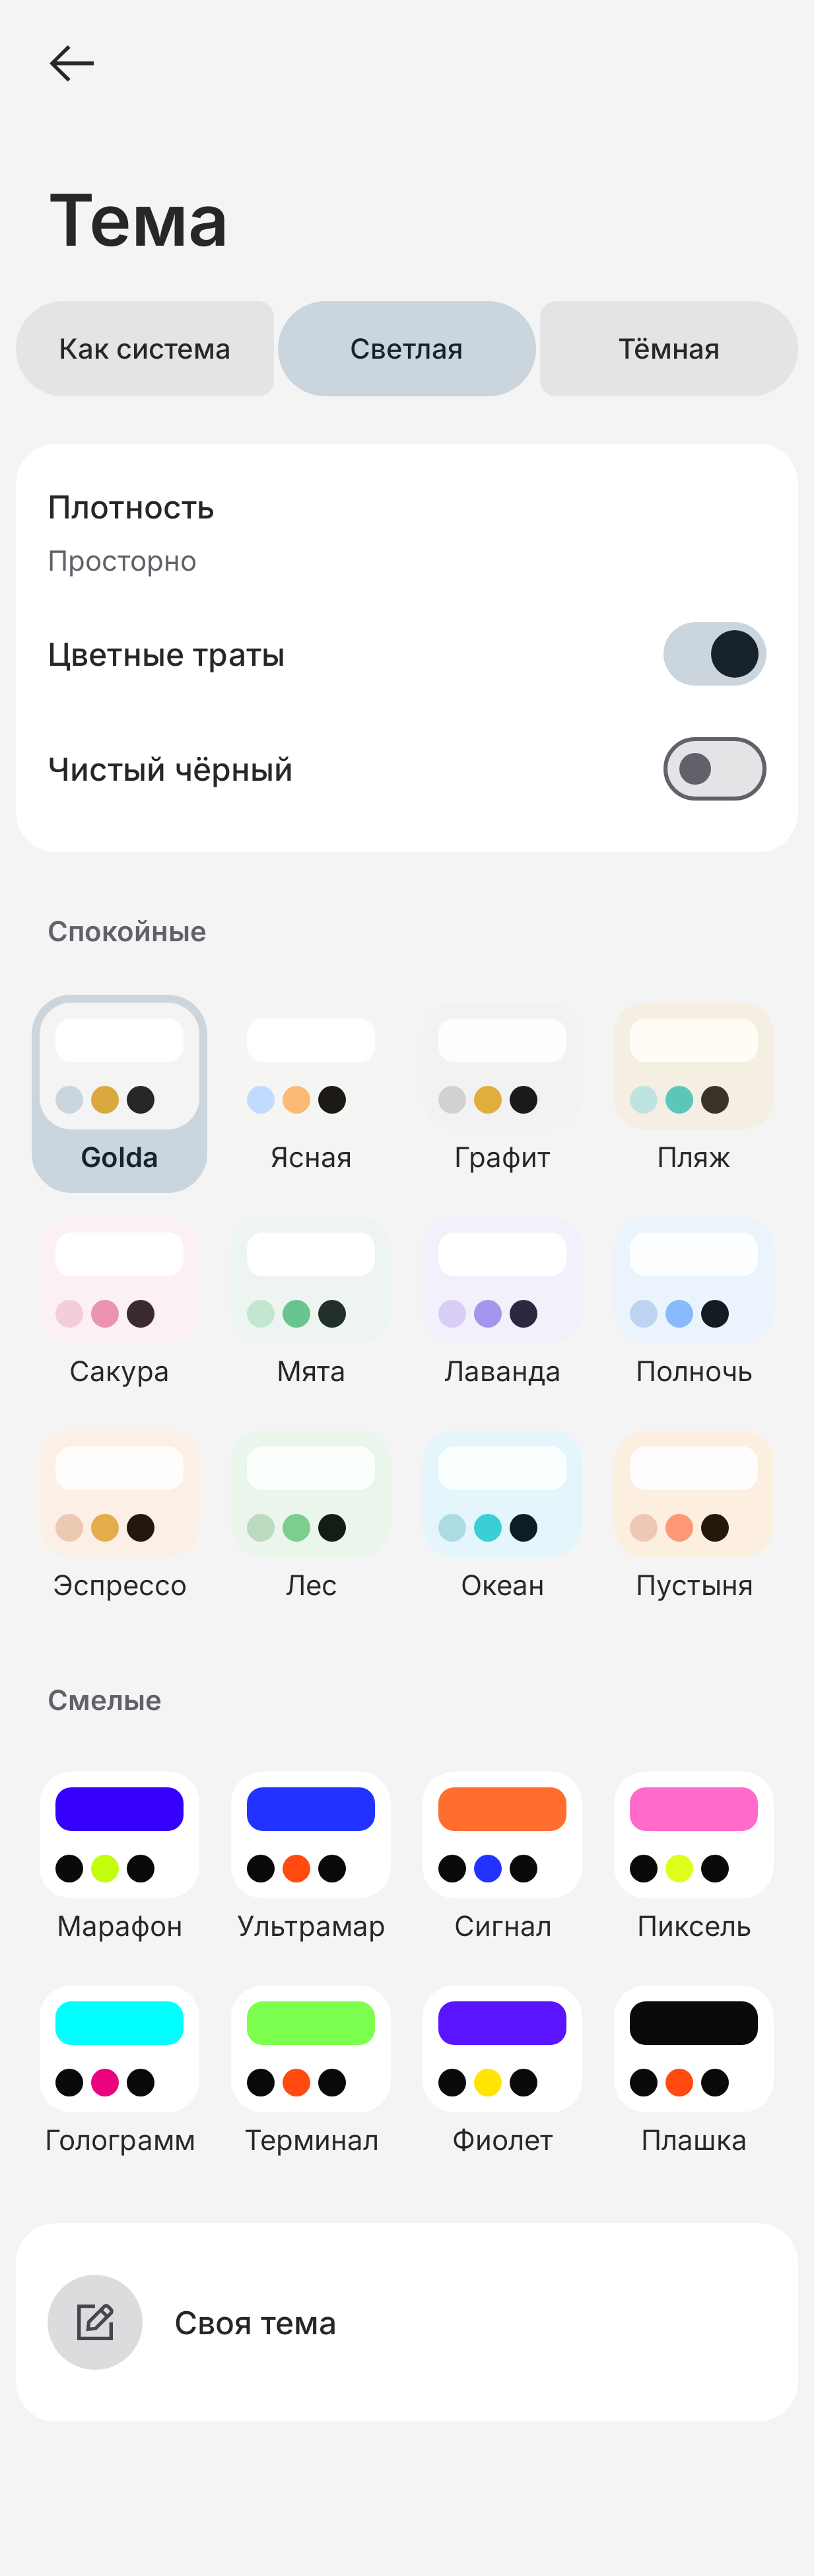 Тема
Как система Светлая Тёмная
Плотность
Просторно
Цветные траты
Чистый чёрный
Спокойные
Golda Ясная Графит Пляж
Сакура Мята Лаванда Полночь
Эспрессо Лес Океан Пустыня
Смелые
Марафон Ультрамар Сигнал Пиксель
Голограмм Терминал Фиолет Плашка
Своя тема